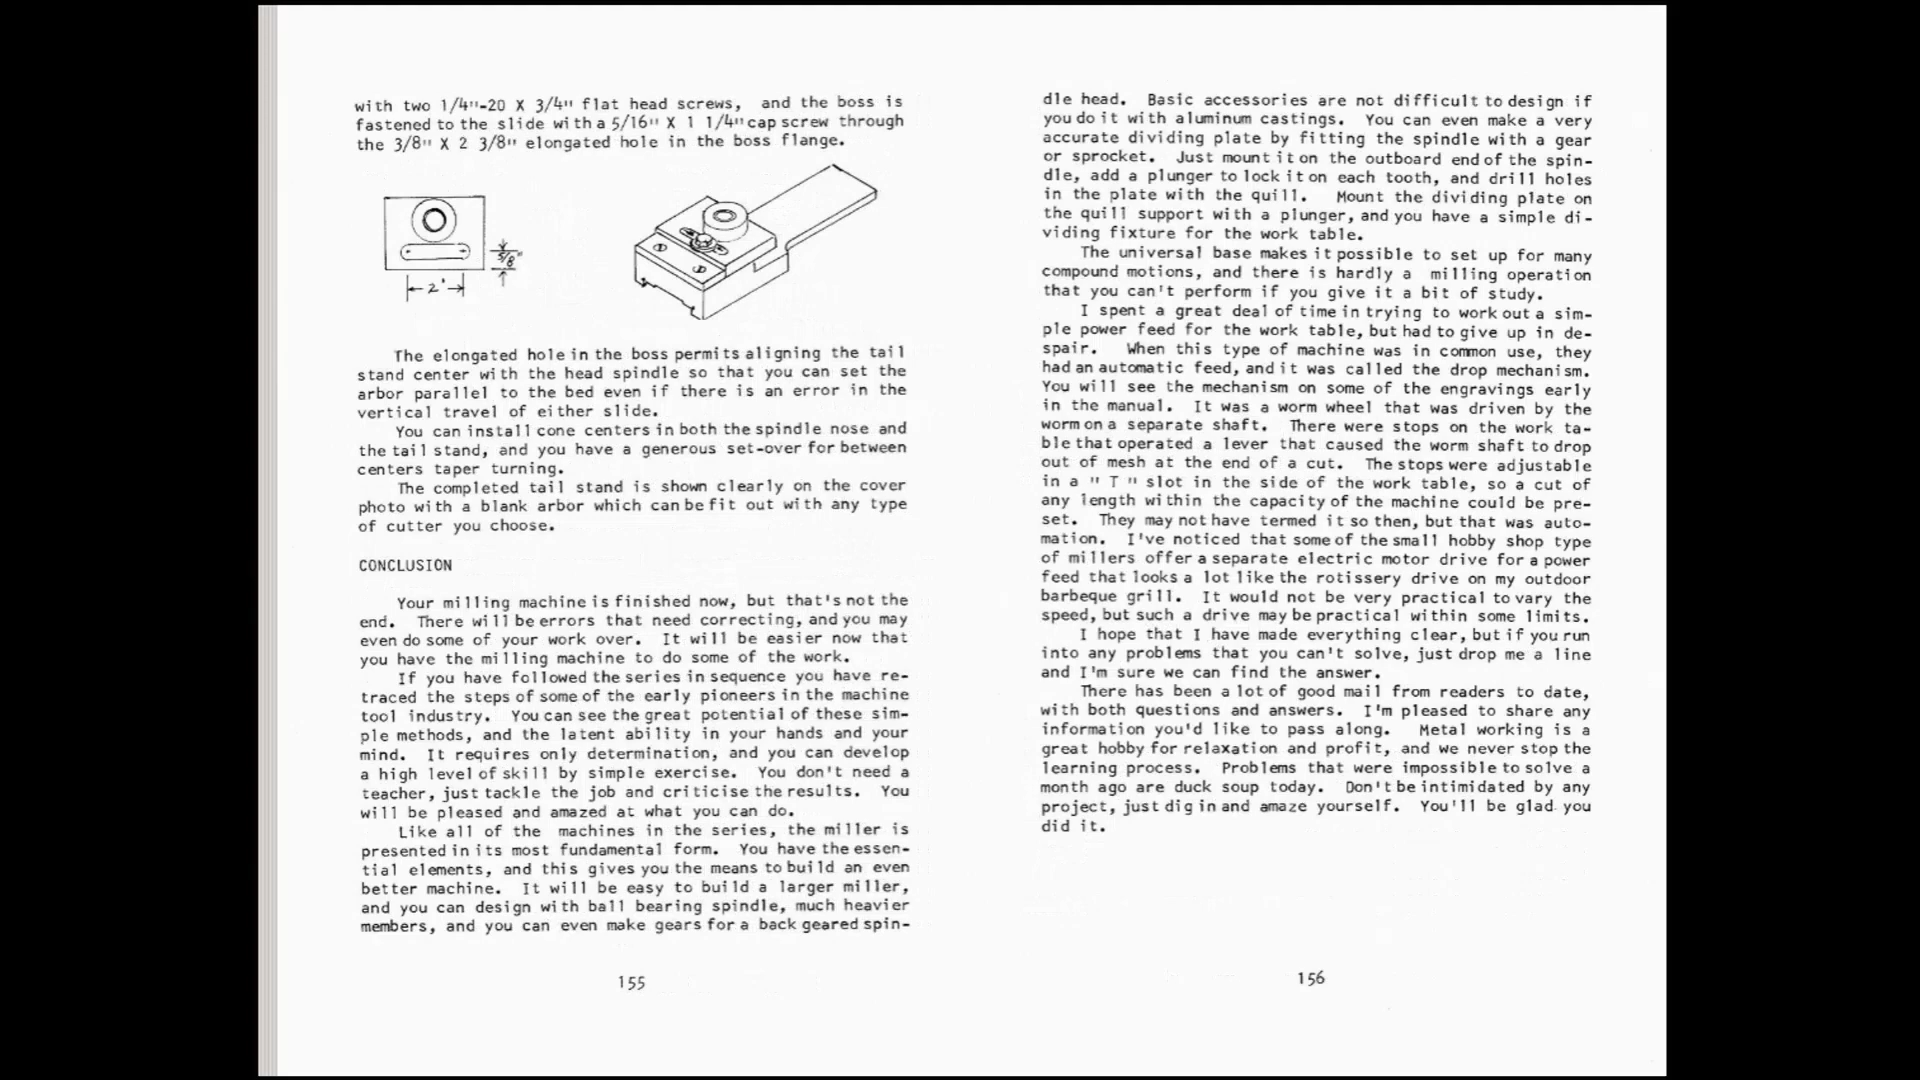 with two 1/4"-20 X 3/4" flat head screws, and the boss is
fastened to the slide with a 5/16" X 1 1/4" cap screw through
the 3/8" X 2 3/8" elongated hole in the boss flange.
5/8"
2"
The elongated hole in the boss permits aligning the tail
stand center with the head spindle so that you can set the
arbor parallel to the bed even if there is an error in the
vertical travel of either slide.
You can install cone centers in both the spindle nose and
the tail stand, and you have a generous set-over for between
centers taper turning.
The completed tail stand is shown clearly on the cover
photo with a blank arbor which can be fit out with any type
of cutter you choose.
CONCLUSION
Your milling machine is finished now, but that's not the
end. There will be errors that need correcting, and you may
even do some of your work over. It will be easier now that
you have the milling machine to do some of the work.
If you have followed the series in sequence you have re-
traced the steps of some of the early pioneers in the machine
tool industry. You can see the great potential of these sim-
ple methods, and the latent ability in your hands and your
mind. It requires only determination, and you can develop
a high level of skill by simple exercise. You don't need a
teacher, just tackle the job and criticise the results. You
will be pleased and amazed at what you can do.
Like all of the machines in the series, the miller is
presented in its most fundamental form. You have the essen-
tial elements, and this gives you the means to build an even
better machine. It will be easy to build a larger miller,
and you can design with ball bearing spindle, much heavier
members, and you can even make gears for a back geared spin-
155
dle head. Basic accessories are not difficult to design if
you do it with aluminum castings. You can even make a very
accurate dividing plate by fitting the spindle with a gear
or sprocket. Just mount it on the outboard end of the spin-
dle, add a plunger to lock it on each tooth, and drill holes
in the plate with the quill. Mount the dividing plate on
the quill support with a plunger, and you have a simple di-
viding fixture for the work table.
The universal base makes it possible to set up for many
compound motions, and there is hardly a milling operation
that you can't perform if you give it a bit of study.
I spent a great deal of time in trying to work out a sim-
ple power feed for the work table, but had to give up in de-
spair. When this type of machine was in common use, they
had an automatic feed, and it was called the drop mechanism.
You will see the mechanism on some of the engravings early
in the manual. It was a worm wheel that was driven by the
worm on a separate shaft. There were stops on the work ta-
ble that operated a lever that caused the worm shaft to drop
out of mesh at the end of a cut. The stops were adjustable
in a " T " slot in the side of the work table, so a cut of
any length within the capacity of the machine could be pre-
set. They may not have termed it so then, but that was auto-
mation. I've noticed that some of the small hobby shop type
of millers offer a separate electric motor drive for a power
feed that looks a lot like the rotissery drive on my outdoor
barbeque grill. It would not be very practical to vary the
speed, but such a drive may be practical within some limits.
I hope that I have made everything clear, but if you run
into any problems that you can't solve, just drop me a line
and I'm sure we can find the answer.
There has been a lot of good mail from readers to date,
with both questions and answers. I'm pleased to share any
information you'd like to pass along. Metal working is a
great hobby for relaxation and profit, and we never stop the
learning process. Problems that were impossible to solve a
month ago are duck soup today. Don't be intimidated by any
project, just dig in and amaze yourself. You'll be glad you
did it.
156